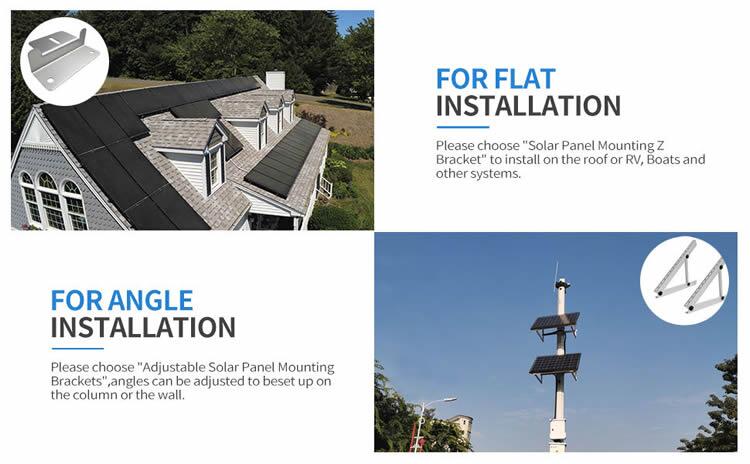 FOR FLAT
INSTALLATION
Please choose "Solar Panel Mounting Z
Bracket" to install on the roof or RV, Boats and
other systems.
FOR ANGLE
INSTALLATION
Please choose "Adjustable Solar Panel Mounting
Brackets",angles can be adjusted to beset up on
the column or the wall.